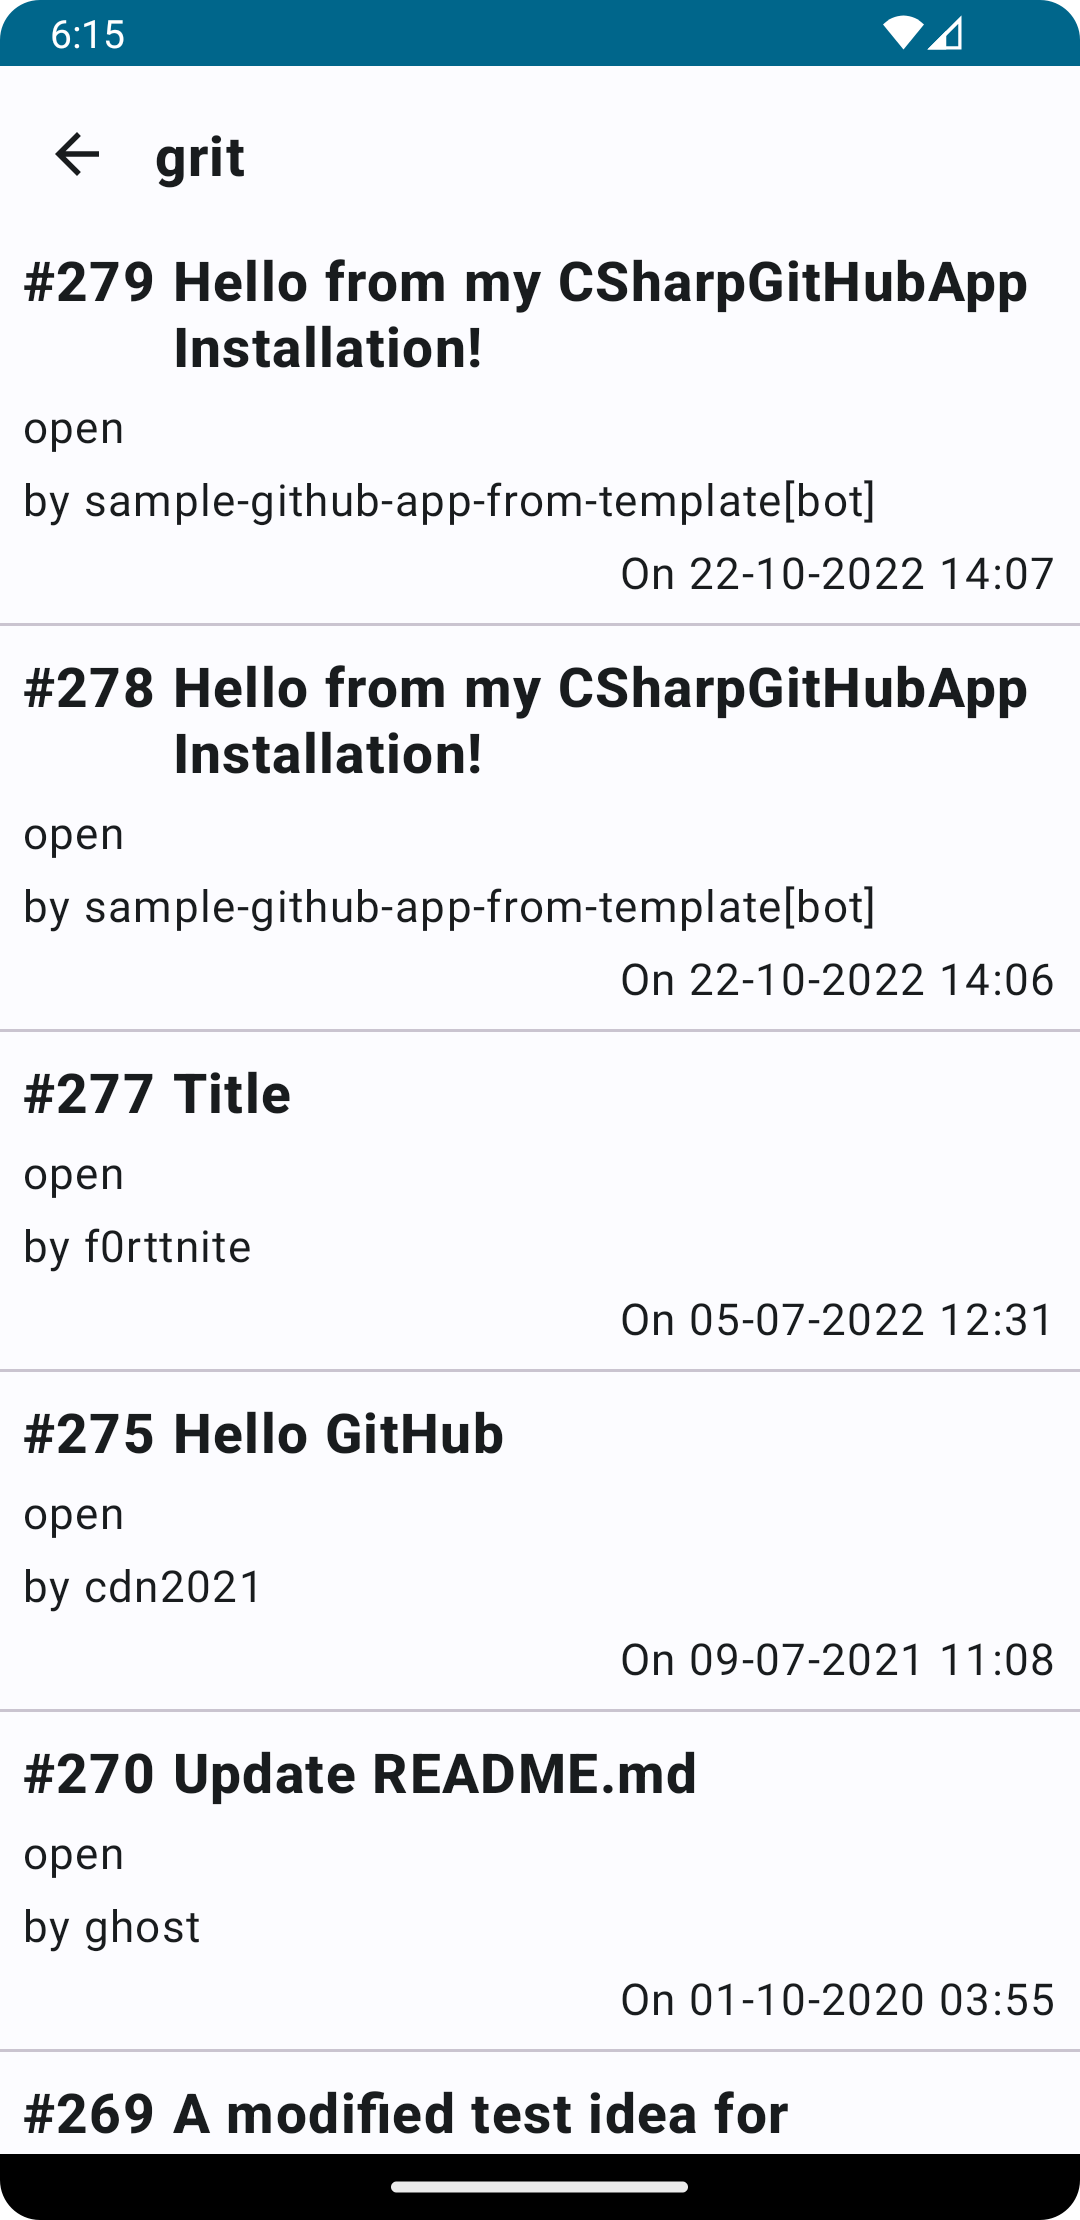 6:15
grit
#279 Hello from my CSharpGitHubApp
Installation!
open
by sample-github-app-from-template[bot]
On 22-10-2022 14:07
#278 Hello from my CSharpGitHubApp
Installation!
open
by sample-github-app-from-template[bot]
On 22-10-2022 14:06
#277 Title
open
by f0rttnite
On 05-07-2022 12:31
#275 Hello GitHub
open
by cdn2021
On 09-07-2021 11:08
#270 Update README.md
open
by ghost
On 01-10-2020 03:55
#269 A modified test idea for